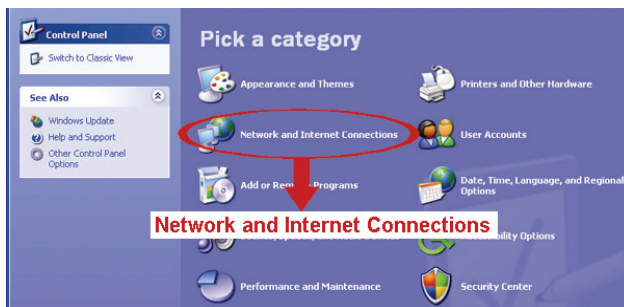 Control Panel
Switch to Classic View
See Also
Windows Update
Help and Support
Other Control Panel
Options
Pick a category
Appearance and Themes
Printers and Other Hardware
Network and Internet Connections
User Accounts
Add or Programs
Date, Time, Language, and Regional
Options
Network and Internet Connections
Options
Performance and Maintenance
Security Center